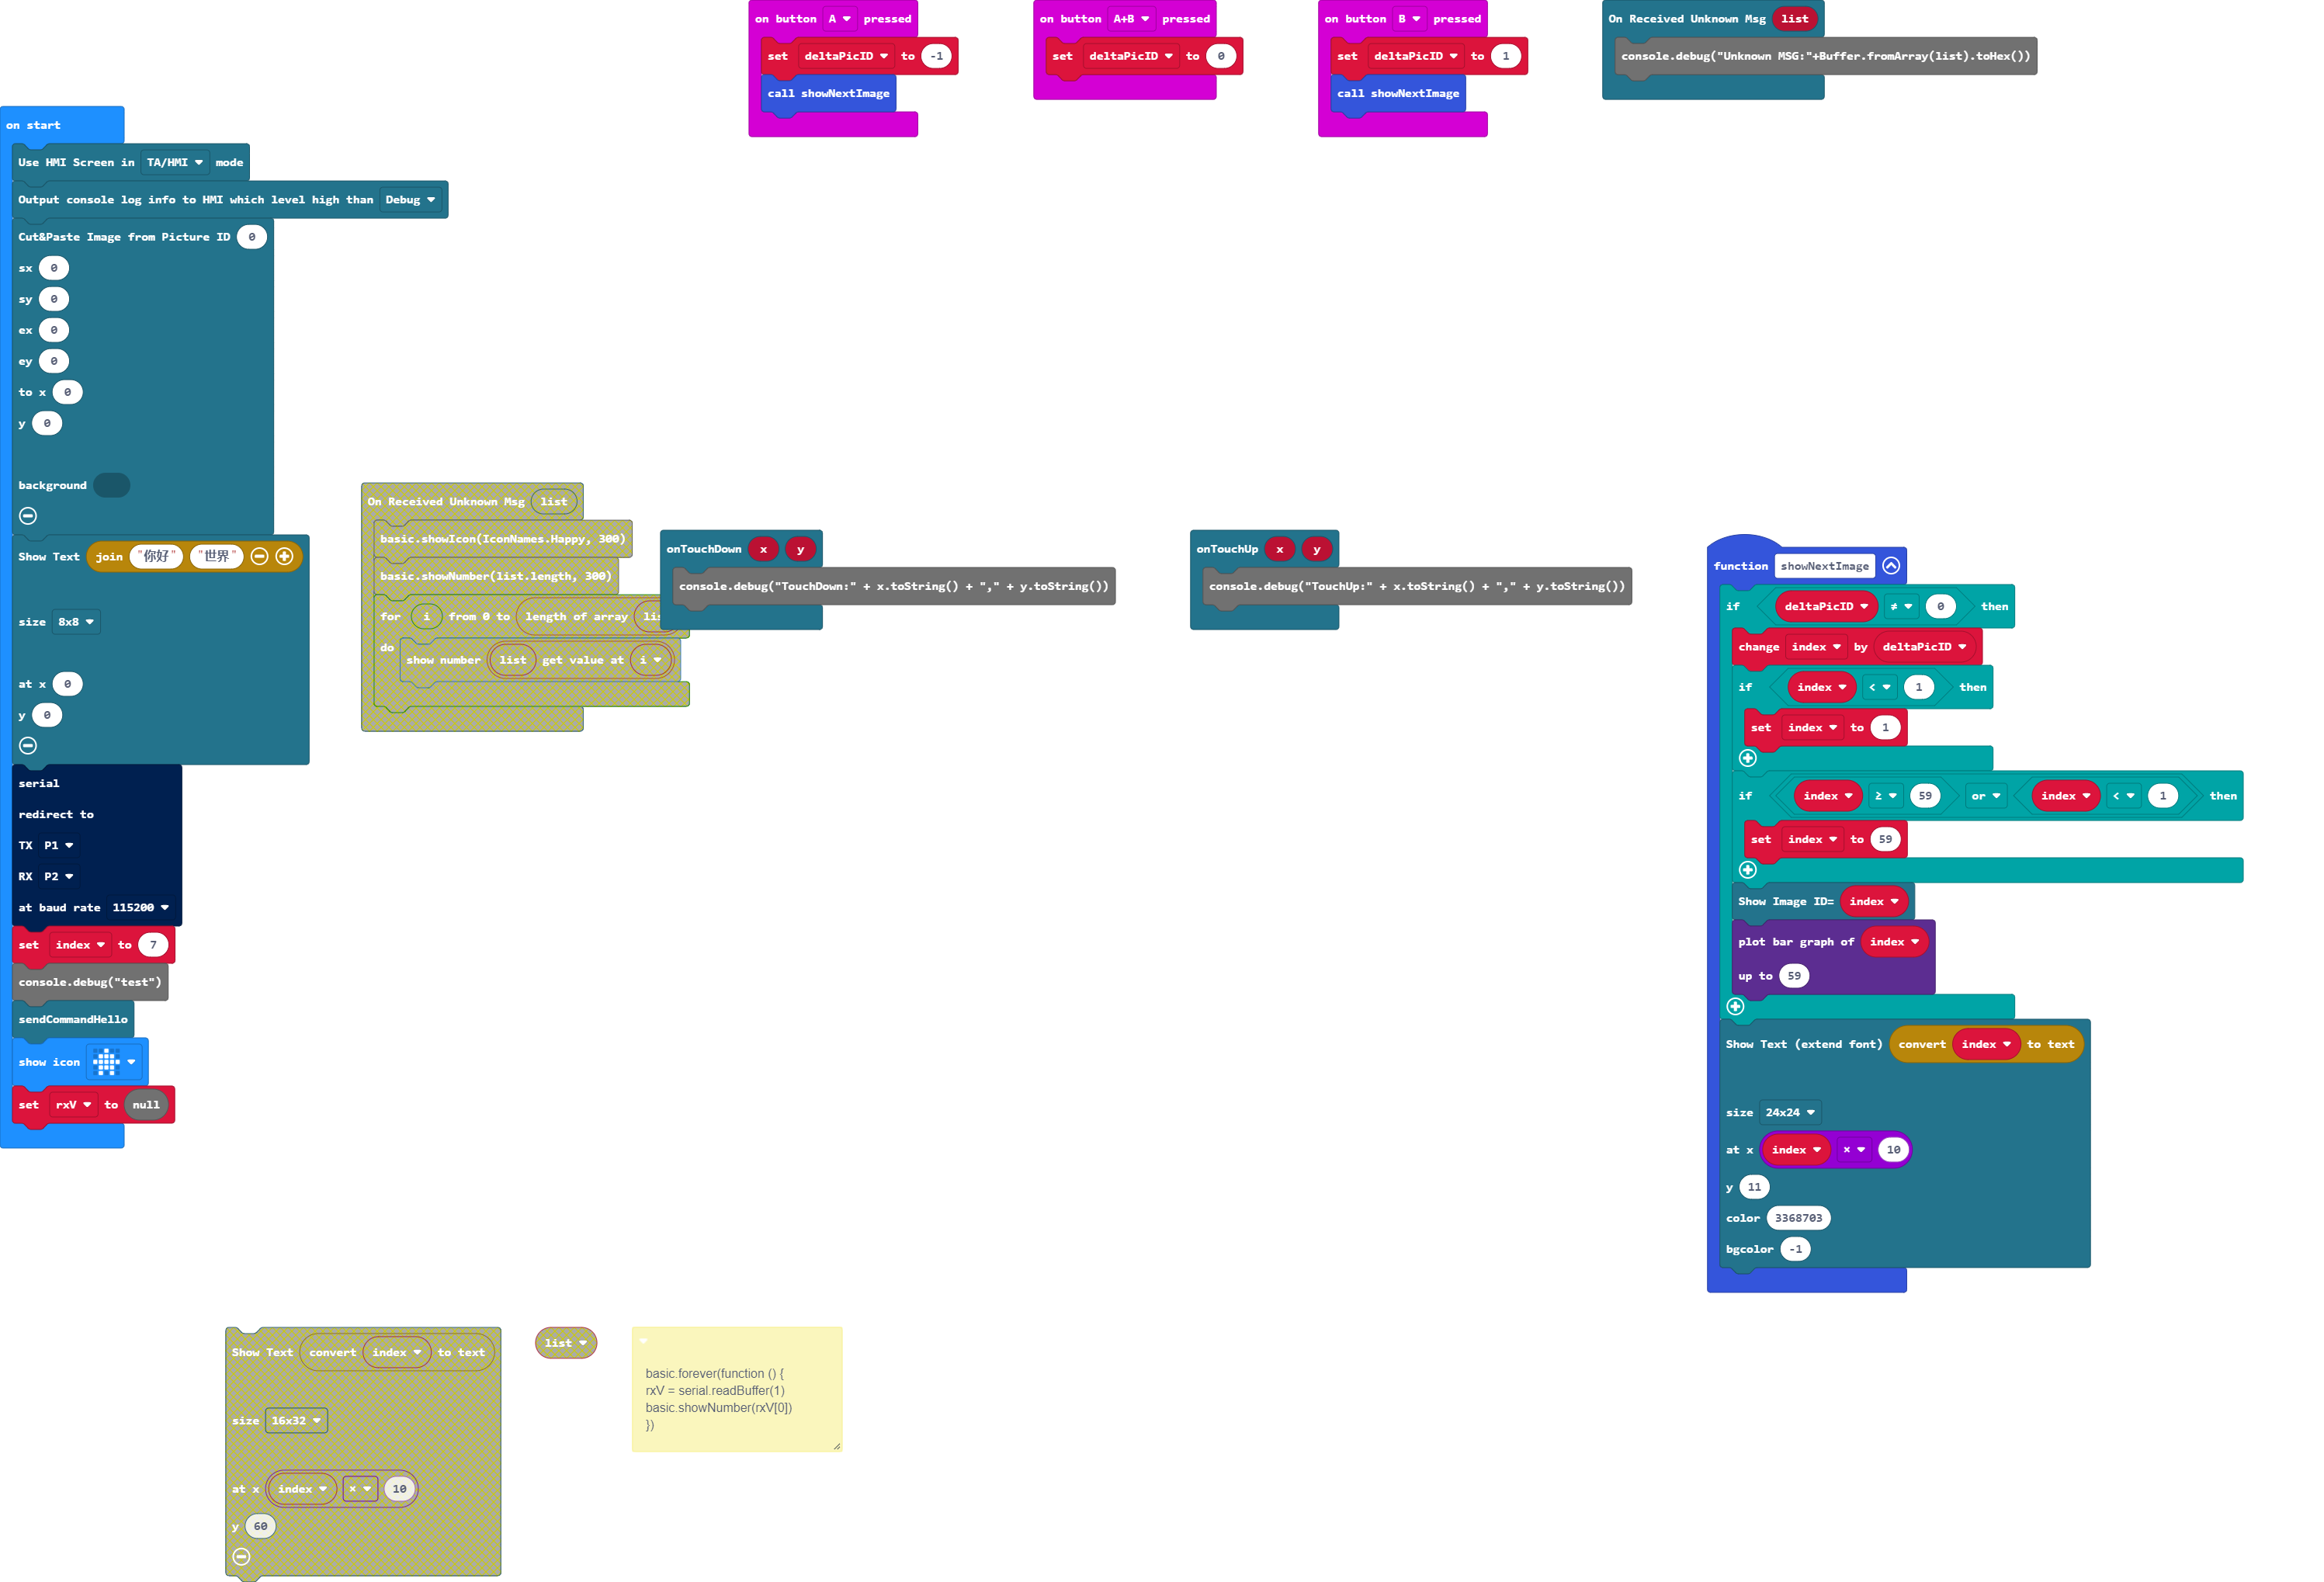 on button A pressed
set deltaPicID to -1
call showNextImage
on button A+B pressed
set deltaPicID to 0
on button B pressed
set deltaPicID to 1
call showNextImage
On Received Unknown Msg list
console.debug("Unknown MSG:"+Buffer.fromArray(list).toHex())
on start
Use HMI Screen in TA/HMI mode
Output console log info to HMI which level high than Debug
Cut&Paste Image from Picture ID 0
sx 0
sy 0
ex 0
ey 0
to x 0
y 0
background
Show Text join "你好" "世界"
size 8x8
at x 0
y 0
serial
redirect to
TX P1
RX P2
at baud rate 115200
set index to 7
console.debug("test")
sendCommandHello
show icon
set rxV to null
On Received Unknown Msg list
basic.showIcon(IconNames.Happy, 300)
basic.showNumber(list.length, 300)
for i from 0 to length of array
do
show number list get value at i
onTouchDown x y
console.debug("TouchDown:" + x.toString() + "," + y.toString())
onTouchUp x y
console.debug("TouchUp:" + x.toString() + "," + y.toString())
function showNextImage
if deltaPicID ≠ 0 then
change index by deltaPicID
if index < 1 then
set index to 1
if index ≥ 59 or index < 1 then
set index to 59
Show Image ID= index
plot bar graph of index
up to 59
Show Text (extend font) convert index to text
size 24x24
at x index × 10
y 11
color 3368703
bgcolor -1
Show Text convert index to text
size 16x32
at x index × 10
y 60
list
basic.forever(function () {
rxV = serial.readBuffer(1)
basic.showNumber(rxV[0])
})